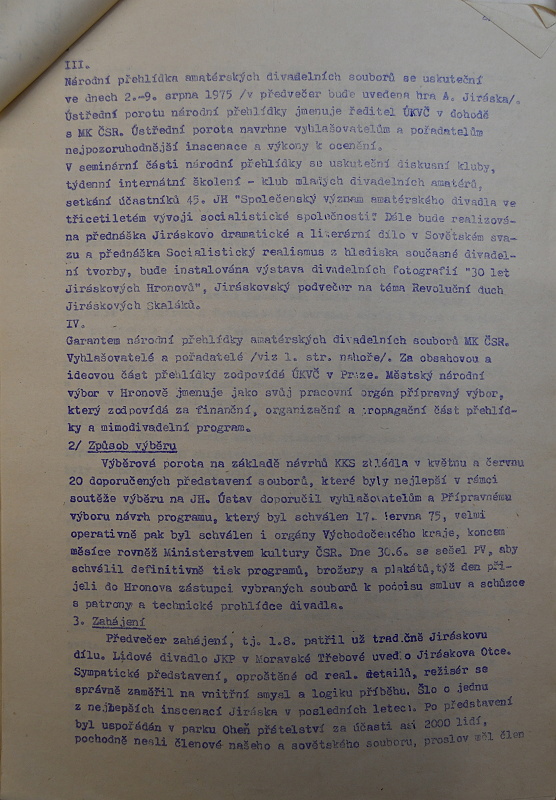 III.
Národní přehlídka amatérských divadelních souborů se uskuteční
ve dnech 2.-9. srpna 1975 /v předvečer bude uvedena hra A. Jiráska/.
Ústřední porotu národní přehlídky jmenuje ředitel ÚKVČ v dohodě
s MK ČSR. Ústřední porota navrhne vyhlašovatelům a pořadatelům
nejpozoruhodnější inscenace a výkony k ocenění.
V seminární části národní přehlídky se uskuteční diskusní kluby,
týdenní internátní školení - klub mladých divadelních amatérů,
setkání účastníků 45. JH "Společenský význam amatérského divadla ve
třicetiletém vývoji socialistické společnosti? Dále bude realizová-
na přednáška Jiráskovo dramatické a literární dílo v Sovětském sva-
zu a přednáška Socialistický realismus z hlediska současné divadel-
ní tvorby, bude instalována výstava divadelních fotografií "30 let
Jiráskových Hronovů", Jiráskovský podvečer na téma Revoluční duch
Jiráskových Skaláků.
IV.
Garantem národní přehlídky amatérských divadelních souborů MK ČSR.
Vyhlašovatelé a pořadatelé /viz 1. str. nahoře/. Za obsahovou a
ideovou část přehlídky zodpovídá ÚKVČ v Praze. Městský národní
výbor v Hronově jmenuje jako svůj pracovní orgán přípravný výbor,
který zodpovídá za finanční, organizační a propagační část přehlíd-
ky a mimodivadelní program.
2/ Způsob výběru
Výběrová porota na základě návrhů KKS zhlédla v květnu a červnu
20 doporučených představení souborů, které byly nejlepší v rámci
soutěže výběru na JH. Ústav doporučil vyhlašovatelům a Přípravnému
výboru návrh programu, který byl schválen 17. června 75, velmi
operativně pak byl schválen i orgány Východočeského kraje, koncem
měsíce rovněž Ministerstvem kultury ČSR. Dne 30.6. se sešel PV, aby
schválil definitivně tisk programů, brožury a plakátů,týž den při-
jeli do Hronova zástupci vybraných souborů k podpisu smluv a schůzce
s patrony a technické prohlídce divadla.
3. Zahájení
Předvečer zahájení, tj. 1.8. patřil už tradičně Jiráskovu
dílu. Lidové divadlo JKP v Moravské Třebové uvedlo Jiráskova Otce.
Sympatické představení, oproštěné od real. detailů, režisér se
správně zaměřil na vnitřní smysl a logiku příběhu. Šlo o jednu
z nejlepších inscenací Jiráska v posledních letech. Po představení
byl uspořádán v parku Oheň přátelství za účasti asi 2000 lidí,
pochodně nesli členové našeho a sovětského souboru, proslov měl člen